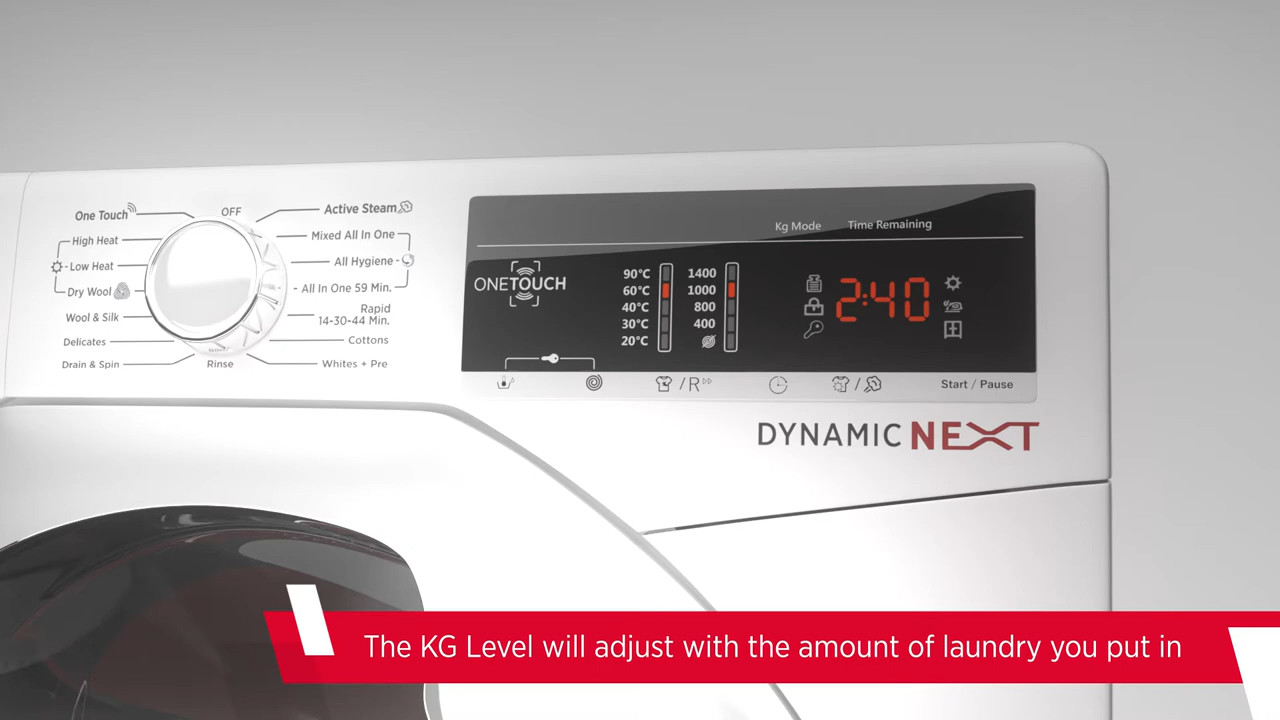 One Touch
OFF
Active Steam
High Heat
Mixed All In One
Low Heat
All Hygiene
Dry Wool
All In One 59 Min.
Wool & Silk
Rapid
14-30-44 Min.
Delicates
Cottons
Drain & Spin
Rinse
Whites + Pre
Kg Mode
Time Remaining
ONETOUCH
90°C
1400
60°C
1000
40°C
800
30°C
400
20°C
2:40
/ R
/
Start / Pause
DYNAMIC NEXT
The KG Level will adjust with the amount of laundry you put in